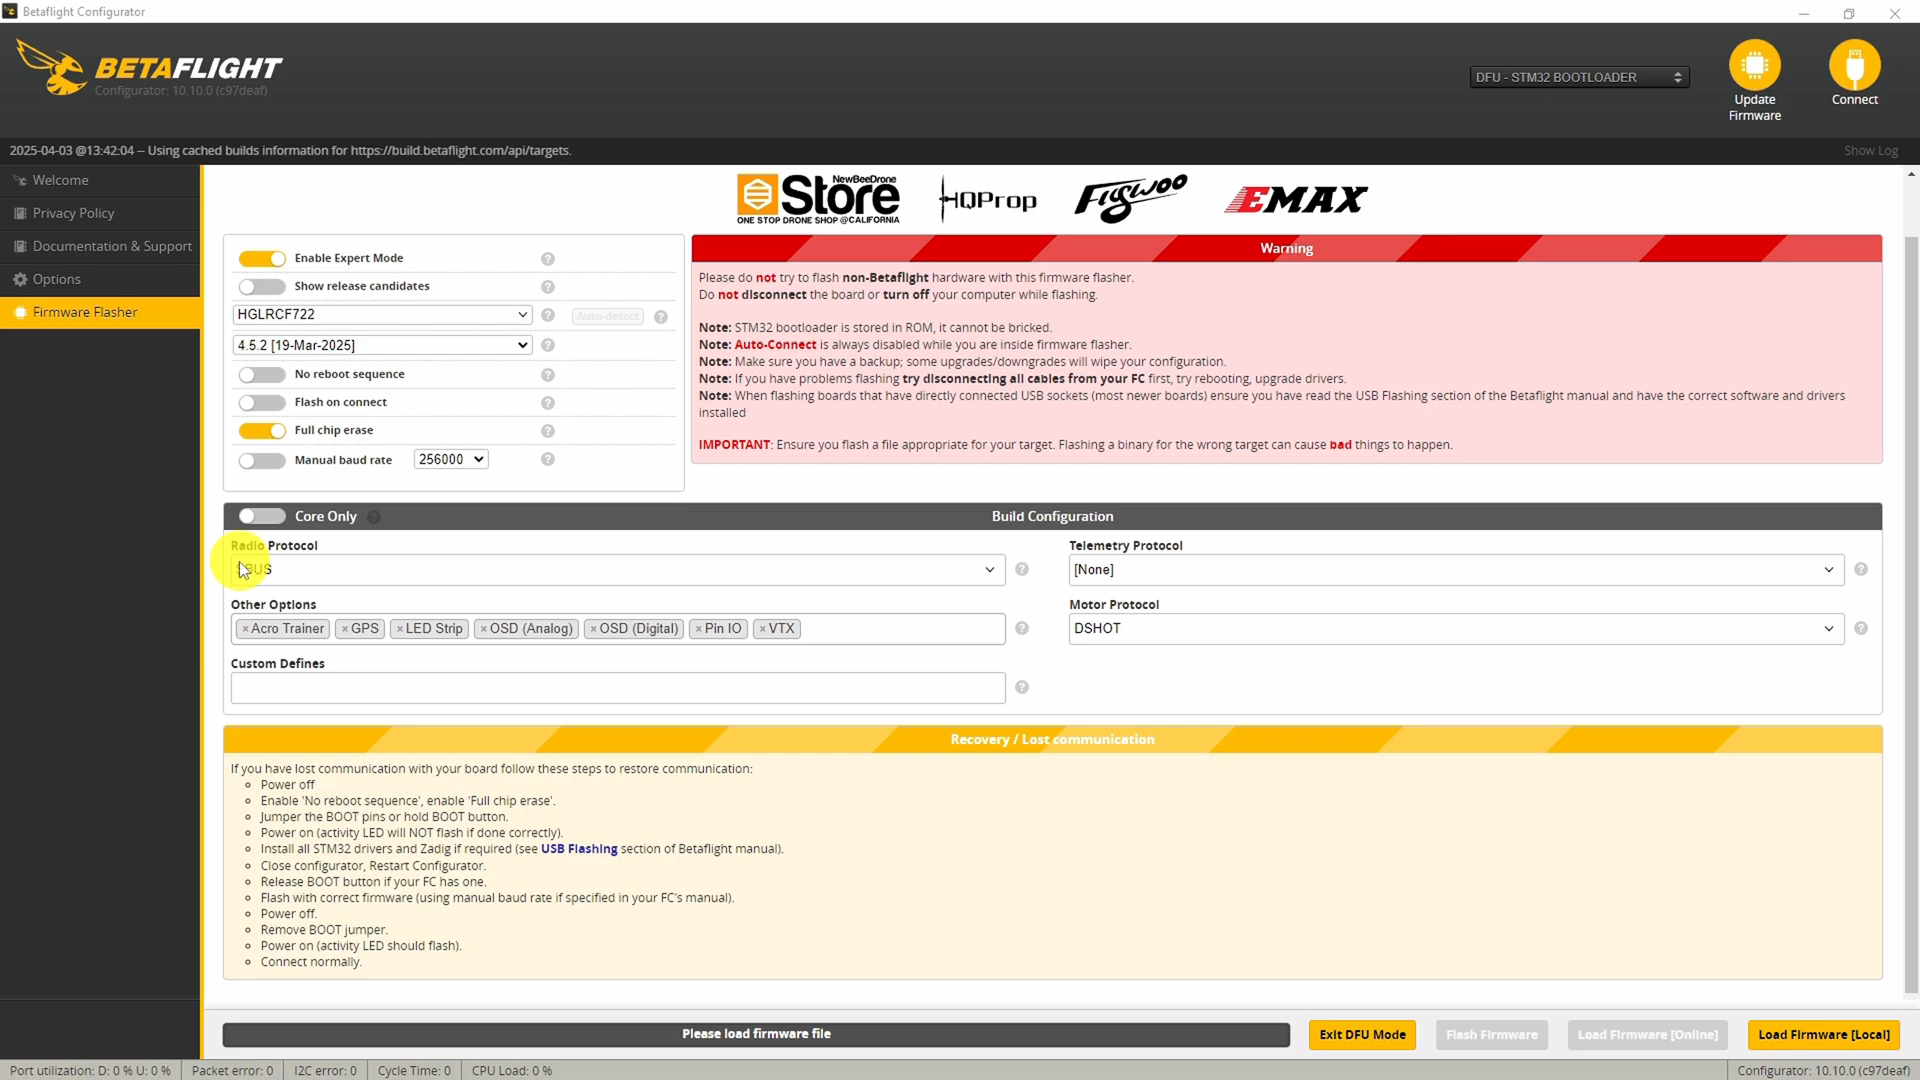 Betaflight Configurator
BETAFLIGHT
Configurator: 10.10.0 (c97deaf)
DFU - STM32 BOOTLOADER
Update
Firmware
Connect
2025-04-03 @13:42:04 -- Using cached builds information for https://build.betaflight.com/api/targets.
Show Log
Welcome
Privacy Policy
Documentation & Support
Options
Firmware Flasher
NewBeeDrone
Store
ONE STOP DRONE SHOP @CALIFORNIA
HQProp
EMAX
Enable Expert Mode
Show release candidates
HGLRCF722
Auto-detect
4.5.2 [19-Mar-2025]
No reboot sequence
Flash on connect
Full chip erase
Manual baud rate
256000
Warning
Please do not try to flash non-Betaflight hardware with this firmware flasher.
Do not disconnect the board or turn off your computer while flashing.
Note: STM32 bootloader is stored in ROM, it cannot be bricked.
Note: Auto-Connect is always disabled while you are inside firmware flasher.
Note: Make sure you have a backup; some upgrades/downgrades will wipe your configuration.
Note: If you have problems flashing try disconnecting all cables from your FC first, try rebooting, upgrade drivers.
Note: When flashing boards that have directly connected USB sockets (most newer boards) ensure you have read the USB Flashing section of the Betaflight manual and have the correct software and drivers
installed
IMPORTANT: Ensure you flash a file appropriate for your target. Flashing a binary for the wrong target can cause bad things to happen.
Core Only
Build Configuration
Radio Protocol
SBUS
Telemetry Protocol
[None]
Other Options
× Acro Trainer × GPS × LED Strip × OSD (Analog) × OSD (Digital) × Pin IO × VTX
Motor Protocol
DSHOT
Custom Defines
Recovery / Lost communication
If you have lost communication with your board follow these steps to restore communication:
Power off
Enable 'No reboot sequence', enable 'Full chip erase'.
Jumper the BOOT pins or hold BOOT button.
Power on (activity LED will NOT flash if done correctly).
Install all STM32 drivers and Zadig if required (see USB Flashing section of Betaflight manual).
Close configurator, Restart Configurator.
Release BOOT button if your FC has one.
Flash with correct firmware (using manual baud rate if specified in your FC's manual).
Power off.
Remove BOOT jumper.
Power on (activity LED should flash).
Connect normally.
Please load firmware file
Exit DFU Mode
Flash Firmware
Load Firmware [Online]
Load Firmware [Local]
Port utilization: D: 0 % U: 0 %
Packet error: 0
I2C error: 0
Cycle Time: 0
CPU Load: 0 %
Configurator: 10.10.0 (c97deaf)